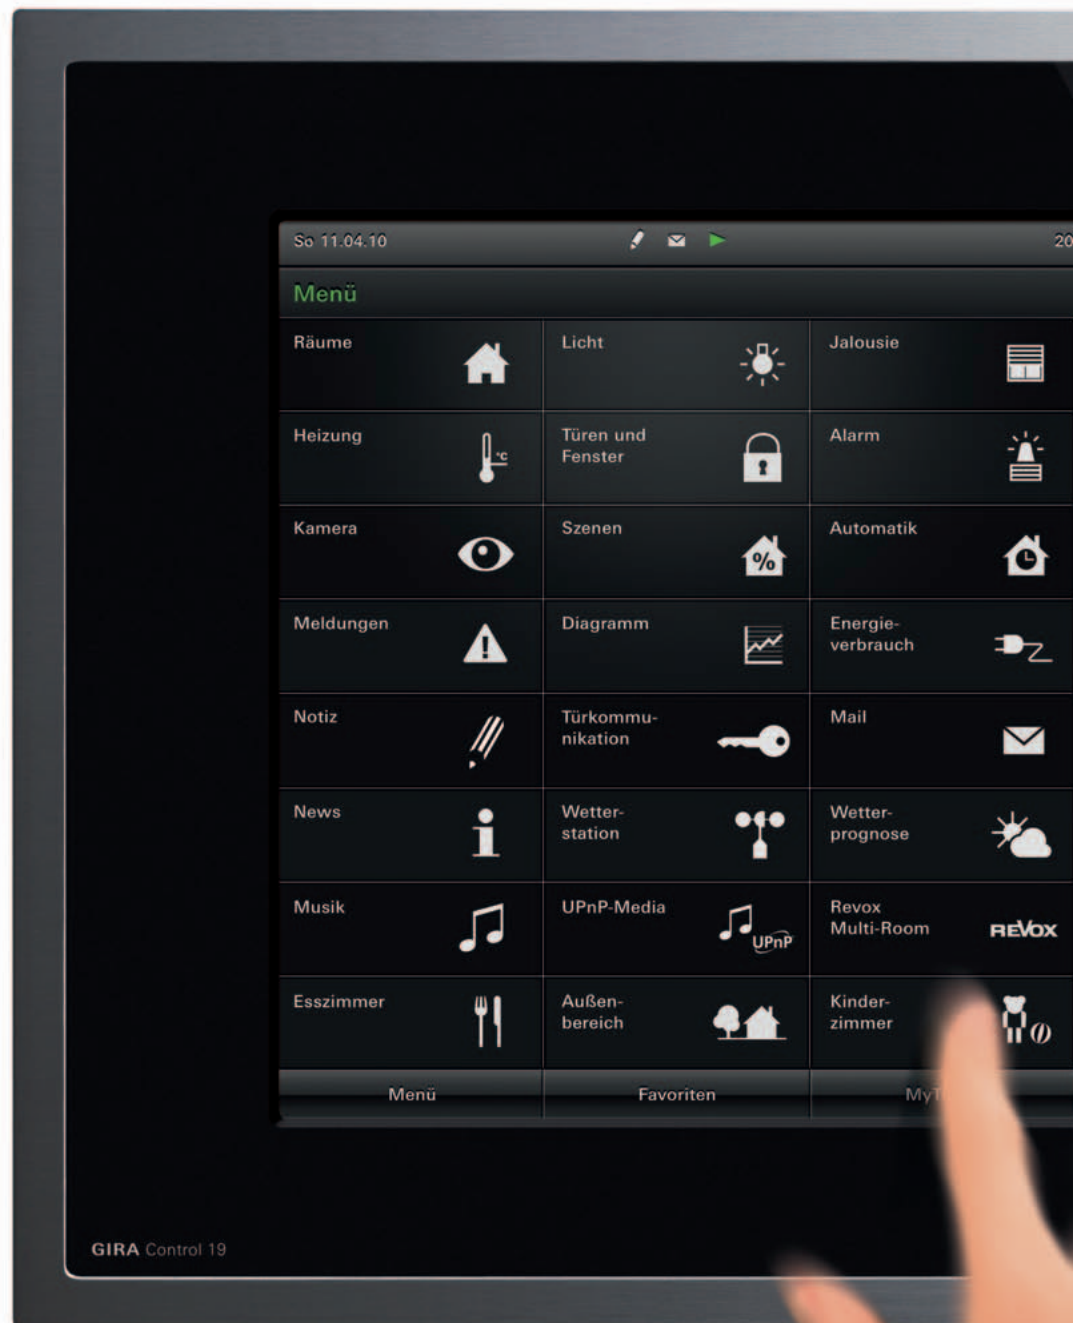 So 11.04.10
20
Menü
Räume
Licht
Jalousie
Heizung
°C
Türen und
Fenster
Alarm
Kamera
Szenen
%
Automatik
Meldungen
!
Diagramm
Energie-
verbrauch
Notiz
Türkommu-
nikation
Mail
News
Wetter-
station
Wetter-
prognose
Musik
UPnP-Media
UPnP
Revox
Multi-Room
REVOX
Esszimmer
Außen-
bereich
Kinder-
zimmer
Menü
Favoriten
GIRA Control 19